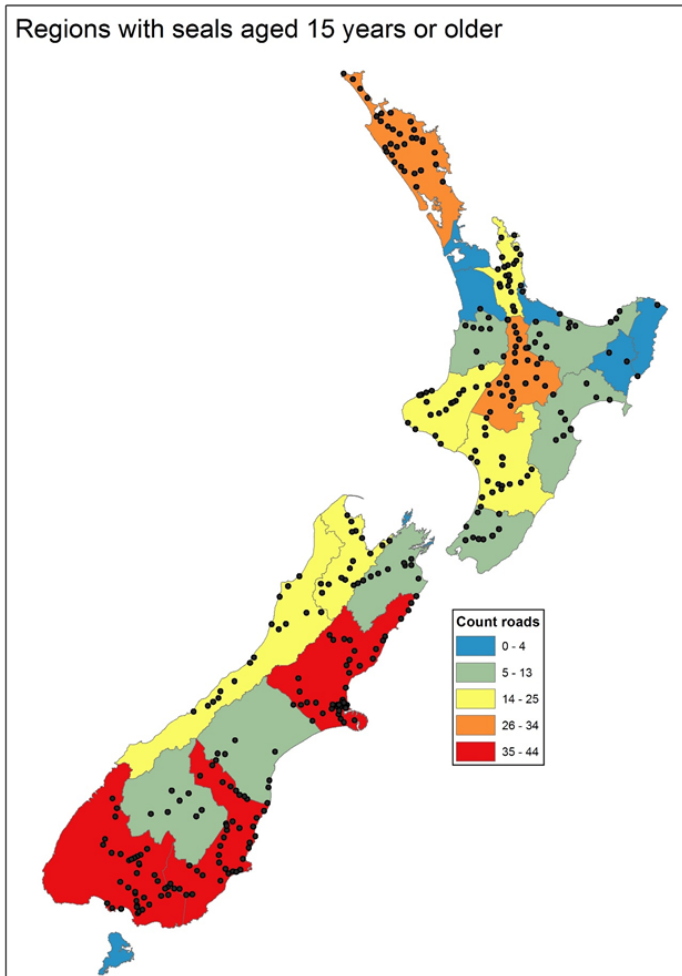 Regions with seals aged 15 years or older
Count roads
0 - 4
5 - 13
14 - 25
26 - 34
35 - 44